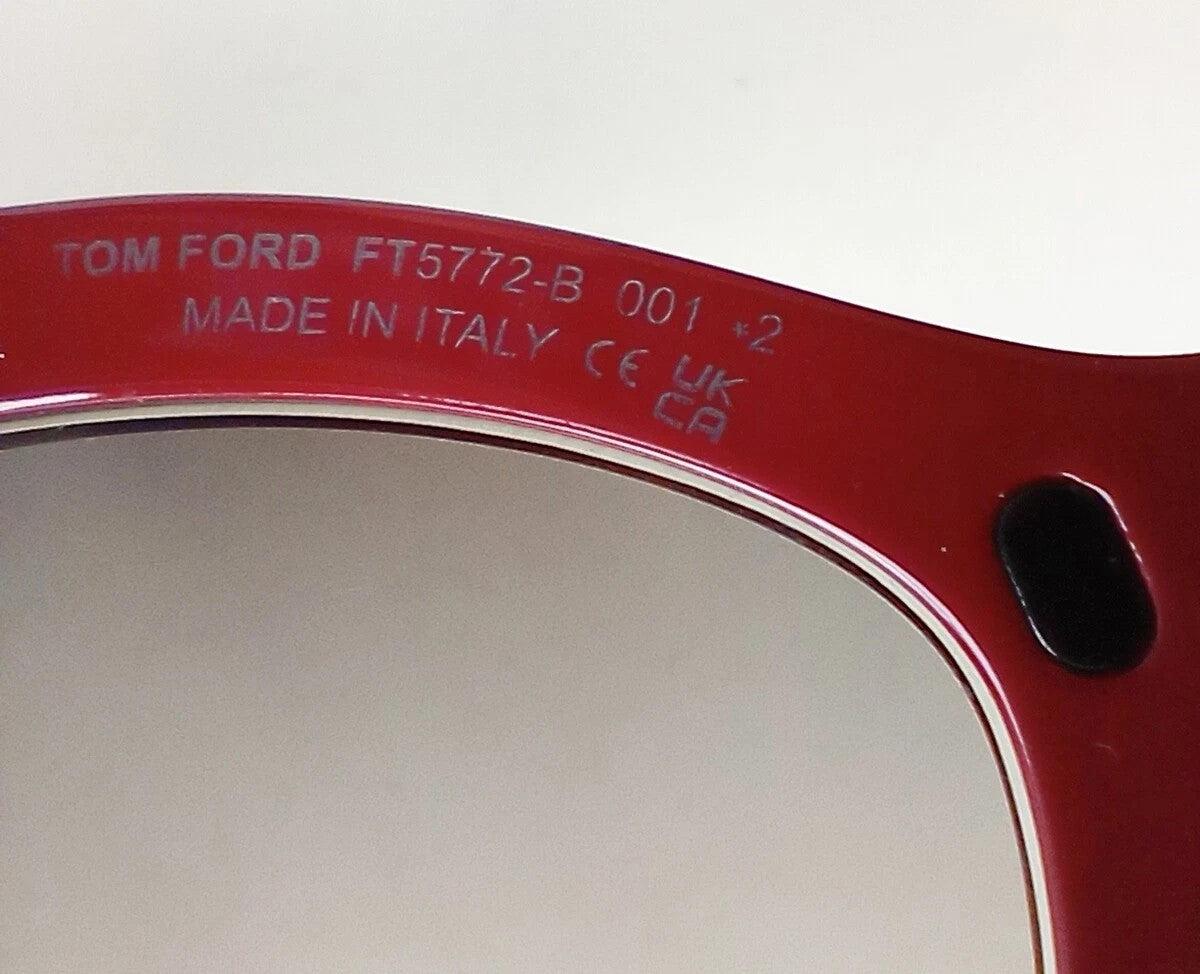 TOM FORD FT5772-B 001 *2
MADE IN ITALY CE UK
CA